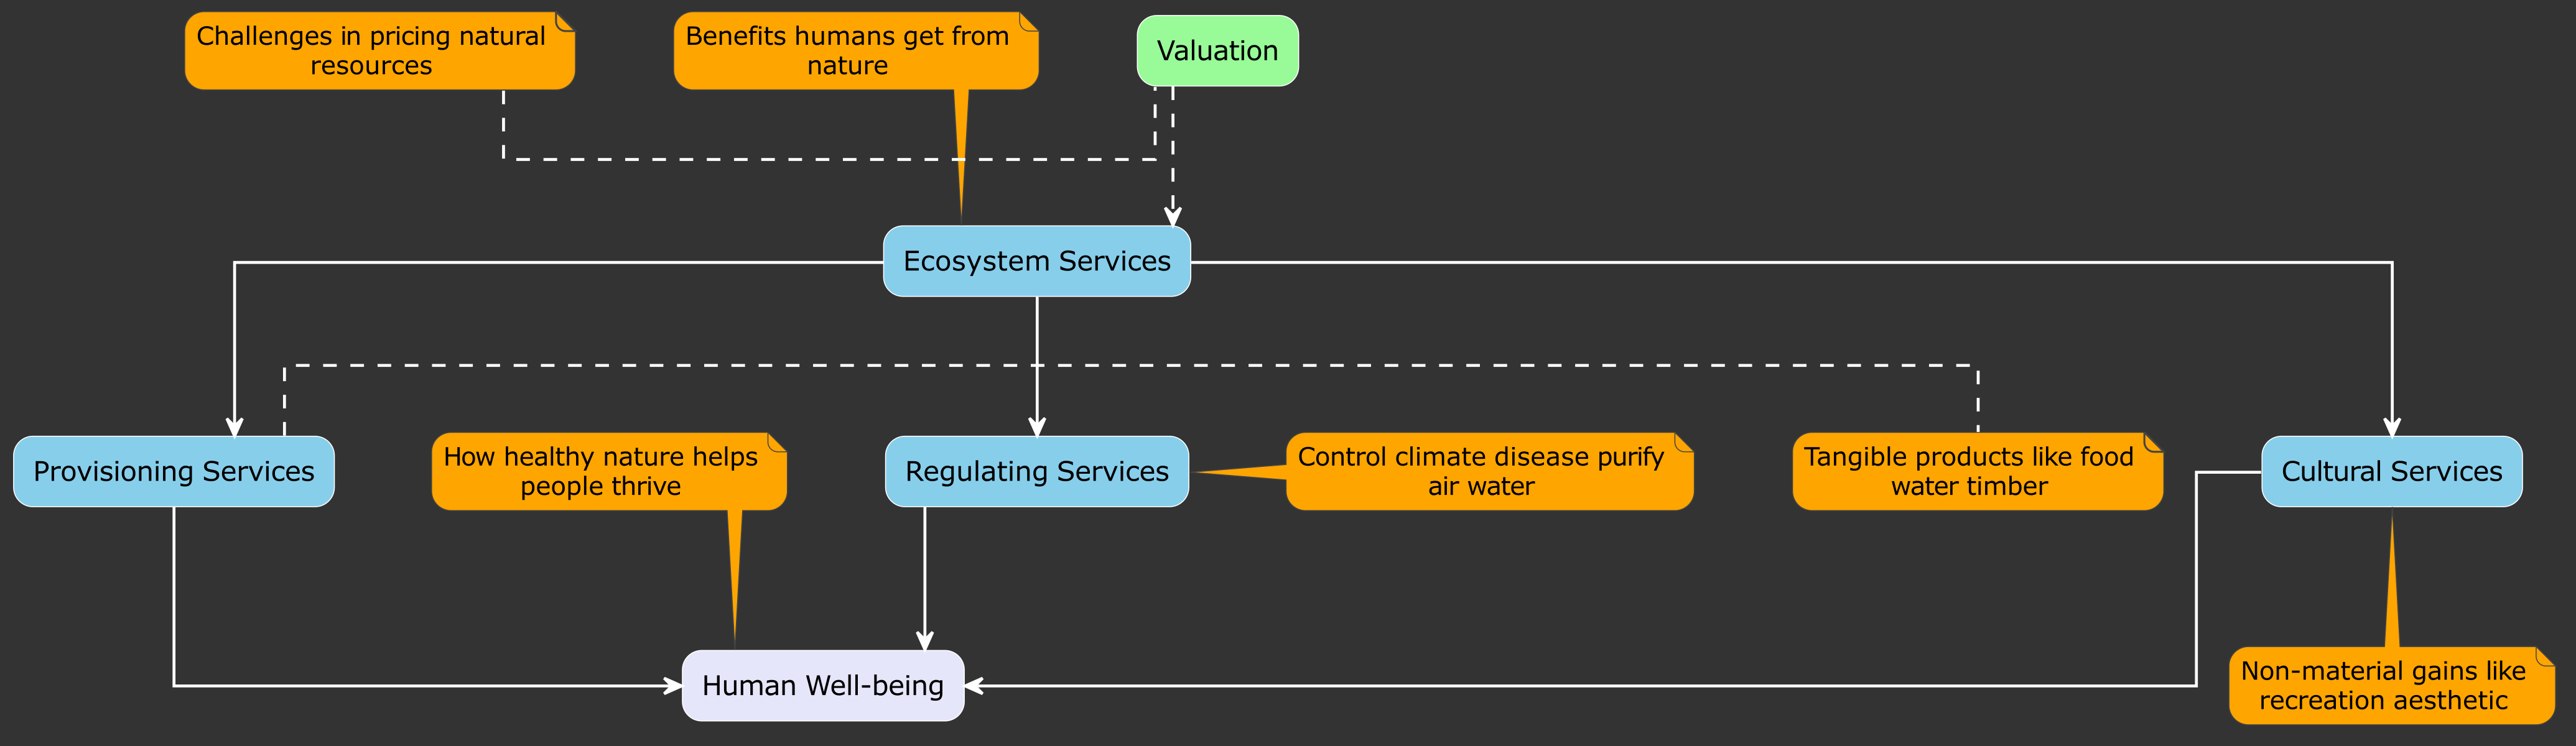 Challenges in pricing natural
resources
Benefits humans get from
nature
Valuation
Ecosystem Services
Provisioning Services
How healthy nature helps
people thrive
Regulating Services
Control climate disease purify
air water
Tangible products like food
water timber
Cultural Services
Human Well-being
Non-material gains like
recreation aesthetic